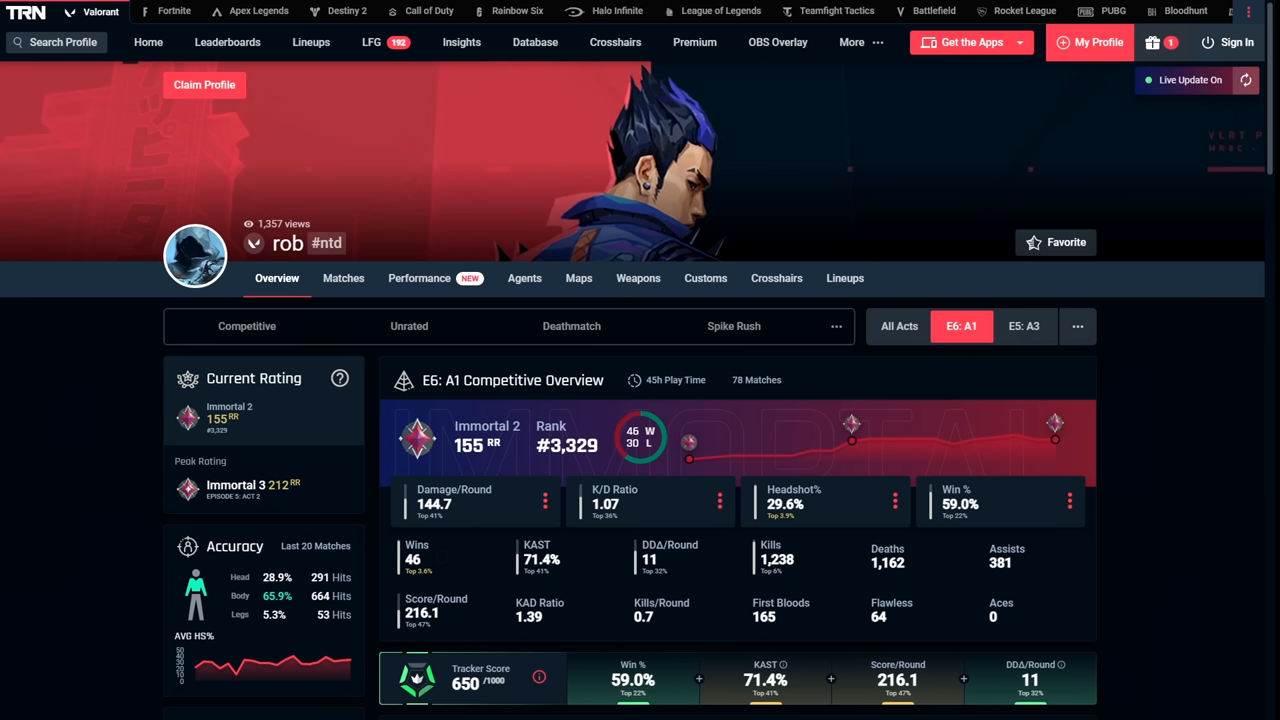 TRN Valorant Fortnite Apex Legends Destiny 2 Call of Duty Rainbow Six Halo Infinite League of Legends Teamfight Tactics Battlefield Rocket League PUBG Bloodhunt
Search Profile Home Leaderboards Lineups LFG 192 Insights Database Crosshairs Premium OBS Overlay More Get the Apps My Profile 1 Sign In
Claim Profile
Live Update On
1,357 views
rob #ntd
Favorite
Overview Matches Performance NEW Agents Maps Weapons Customs Crosshairs Lineups
Competitive Unrated Deathmatch Spike Rush
All Acts E6: A1 E5: A3
Current Rating
Immortal 2
155 RR
#3,329
Peak Rating
Immortal 3 212 RR
EPISODE 5: ACT 2
Accuracy Last 20 Matches
Head 28.9% 291 Hits
Body 65.9% 664 Hits
Legs 5.3% 53 Hits
AVG HS%
50
40
30
20
10
0
E6: A1 Competitive Overview 45h Play Time 78 Matches
IMMORTAL
Immortal 2 Rank
155 RR #3,329
46 W
30 L
Damage/Round
144.7
Top 41%
K/D Ratio
1.07
Top 36%
Headshot%
29.6%
Top 3.9%
Win %
59.0%
Top 22%
Wins
46
Top 3.6%
KAST
71.4%
Top 41%
DDΔ/Round
11
Top 32%
Kills
1,238
Top 6%
Deaths
1,162
Assists
381
Score/Round
216.1
Top 47%
KAD Ratio
1.39
Kills/Round
0.7
First Bloods
165
Flawless
64
Aces
0
Tracker Score
650 /1000
Win %
59.0%
Top 22%
KAST
71.4%
Top 41%
Score/Round
216.1
Top 47%
DDΔ/Round
11
Top 32%